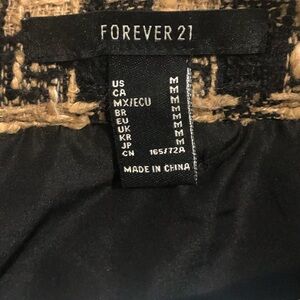 FOREVER 21
US M
CA M
MX/ECU M
BR M
EU M
UK M
KR M
JP M
CN 165/72A
MADE IN CHINA